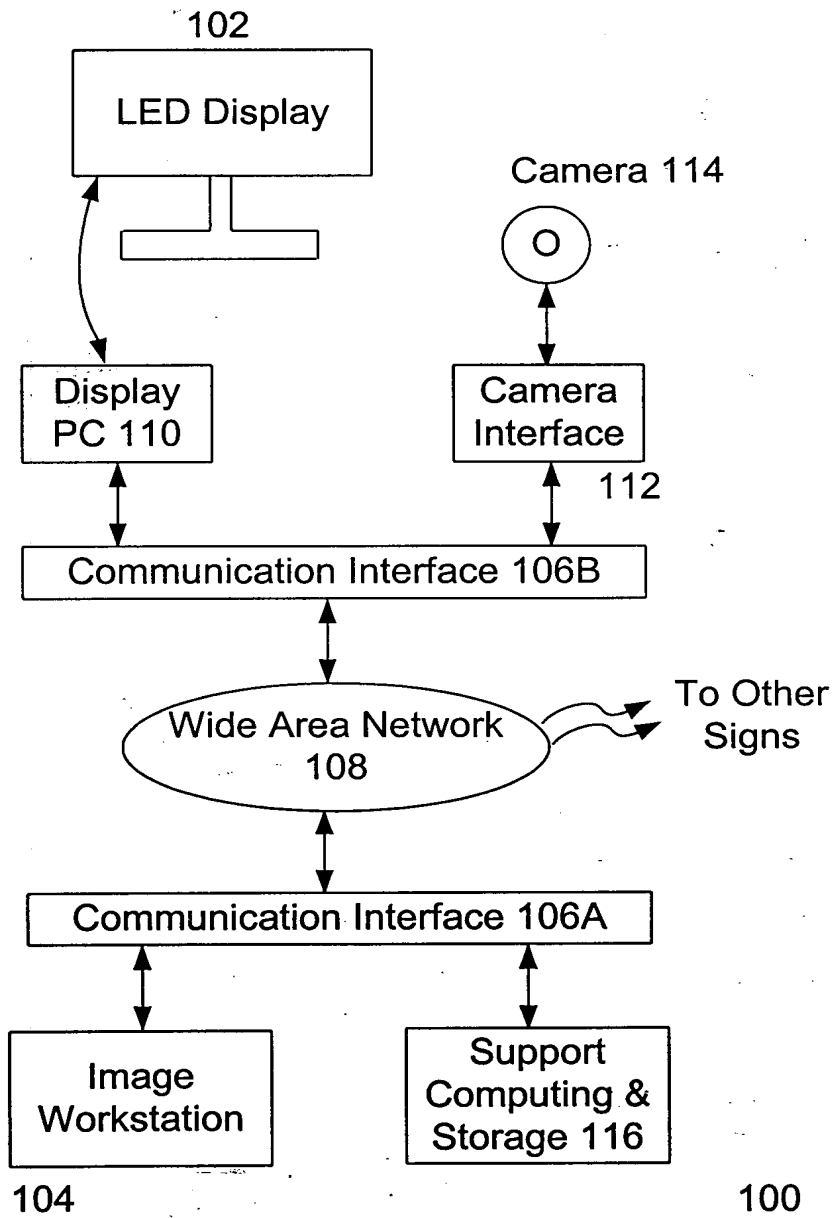 102
LED Display
Camera 114
Display
PC 110
Camera
Interface
112
Communication Interface 106B
Wide Area Network
108
To Other
Signs
Communication Interface 106A
Image
Workstation
Support
Computing &
Storage 116
104
100